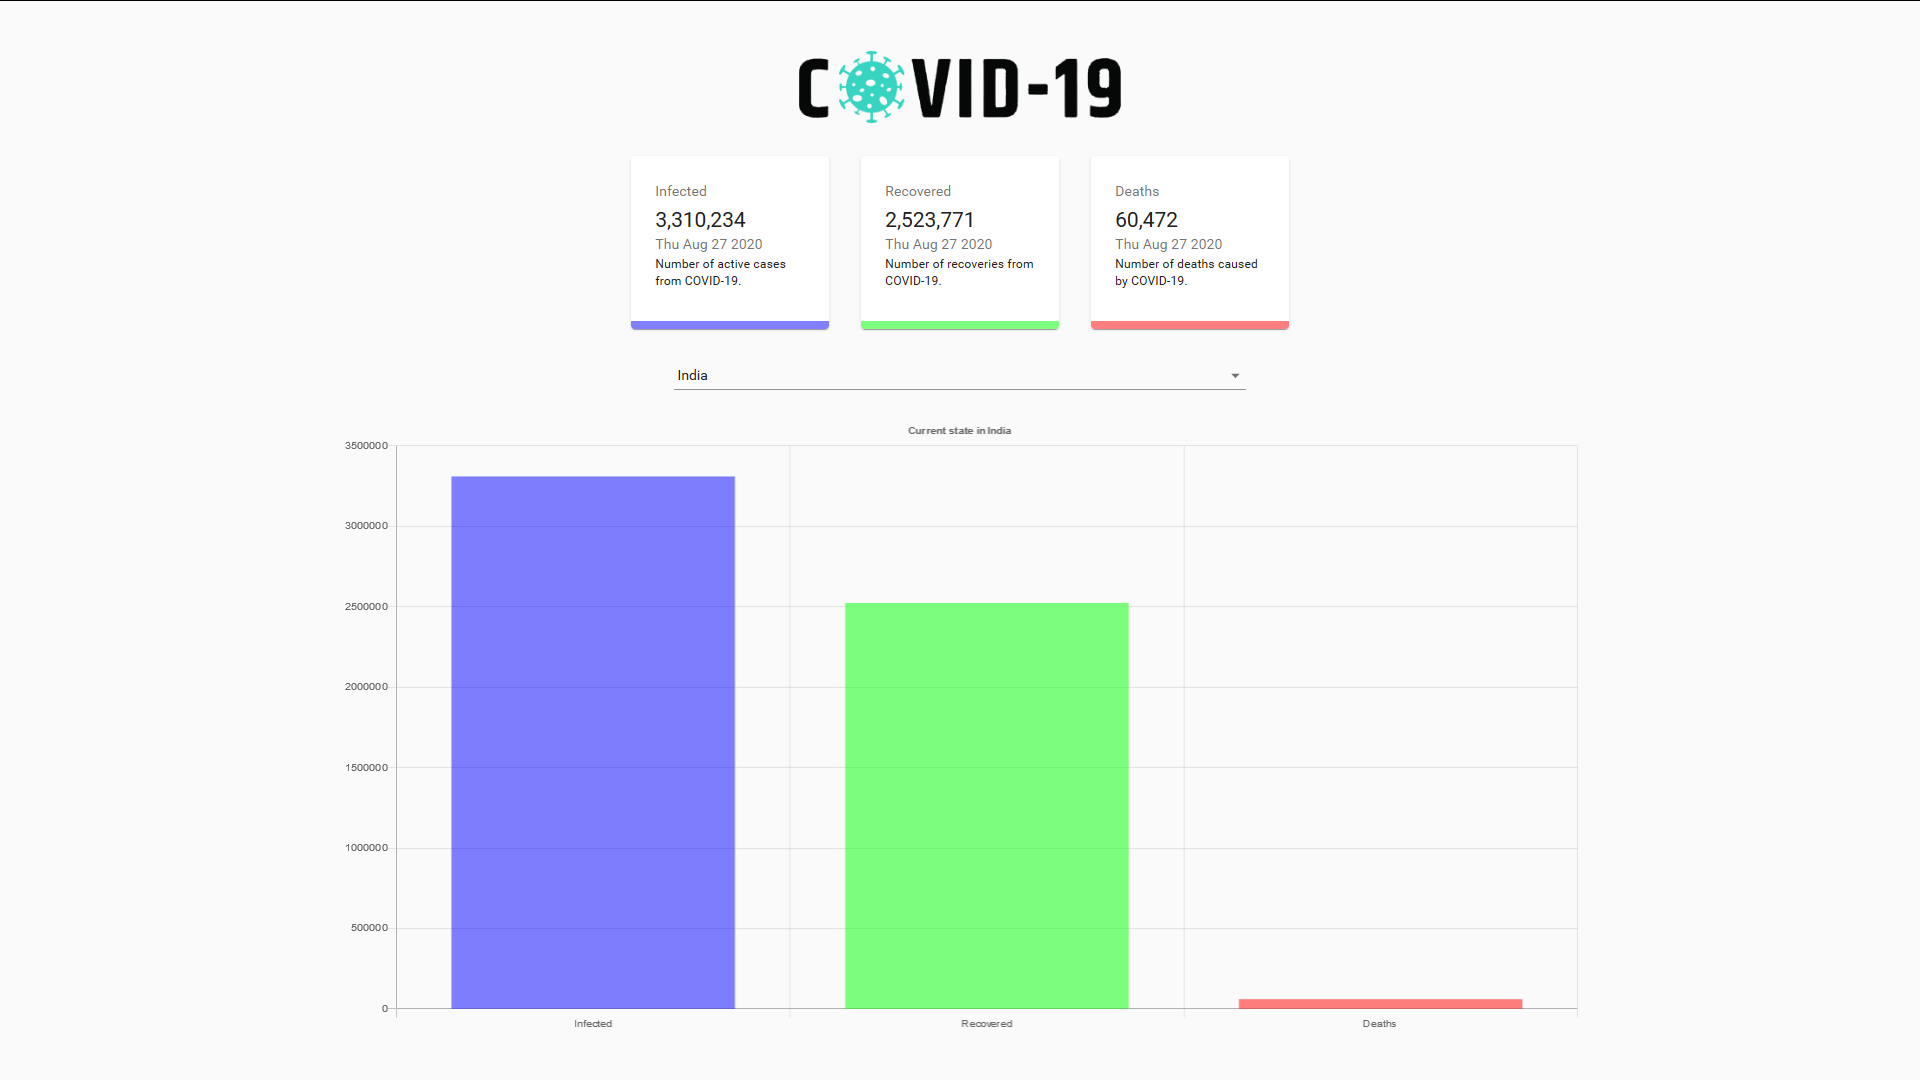 COVID-19
Infected
3,310,234
Thu Aug 27 2020
Number of active cases
from COVID-19.
Recovered
2,523,771
Thu Aug 27 2020
Number of recoveries from
COVID-19.
Deaths
60,472
Thu Aug 27 2020
Number of deaths caused
by COVID-19.
India
Current state in India
3500000
3000000
2500000
2000000
1500000
1000000
500000
0
Infected
Recovered
Deaths